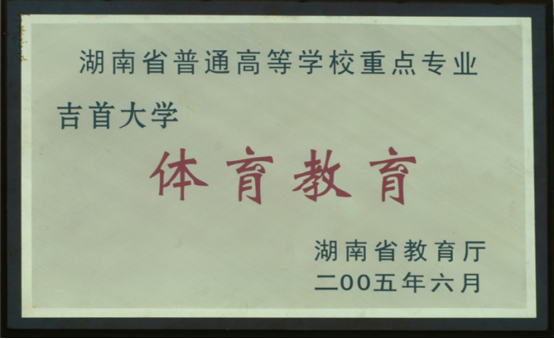 湖南省普通高等学校重点专业
吉首大学
体育教育
湖南省教育厅
二00五年六月